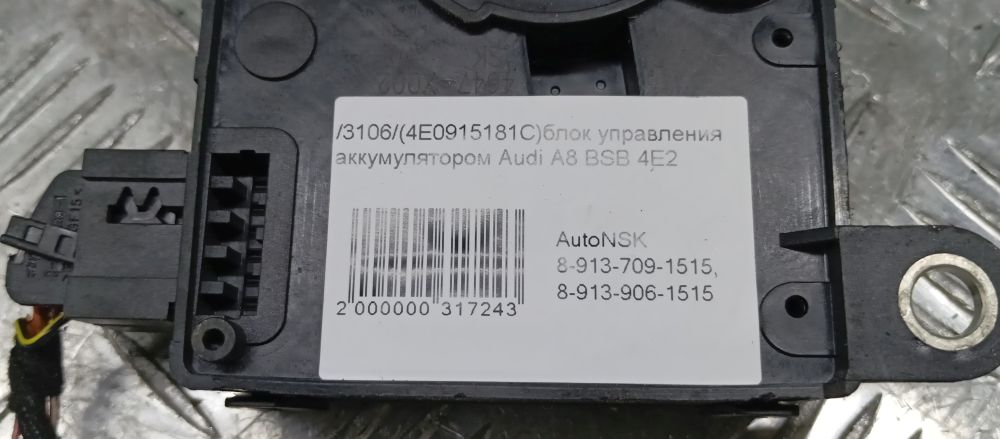 /3106/(4E0915181C)блок управления
аккумулятором Audi A8 BSB 4E2
AutoNSK
8-913-709-1515,
8-913-906-1515
2 000000 317243